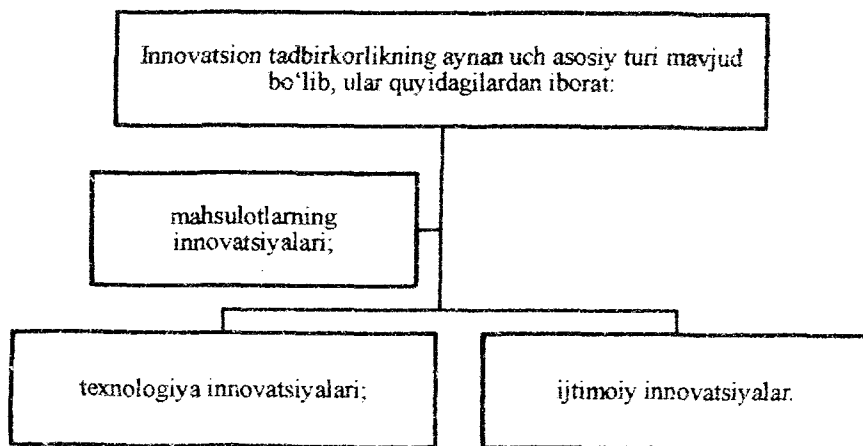 Innovatsion tadbirkorlikning aynan uch asosiy turi mavjud
bo‘lib, ular quyidagilardan iborat:
mahsulotlarning
innovatsiyalari;
texnologiya innovatsiyalari;
ijtimoiy innovatsiyalar.